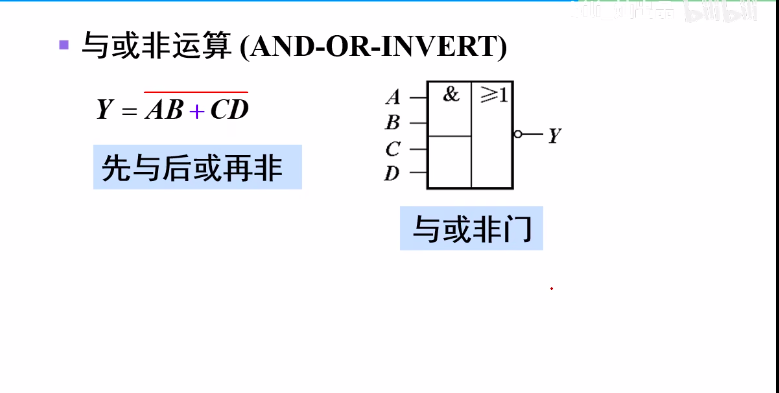 与或非运算 (AND-OR-INVERT)
Y = \overline{AB + CD}
先与后或再非
A
B
C
D
& ≥1
Y
与或非门
bilibili